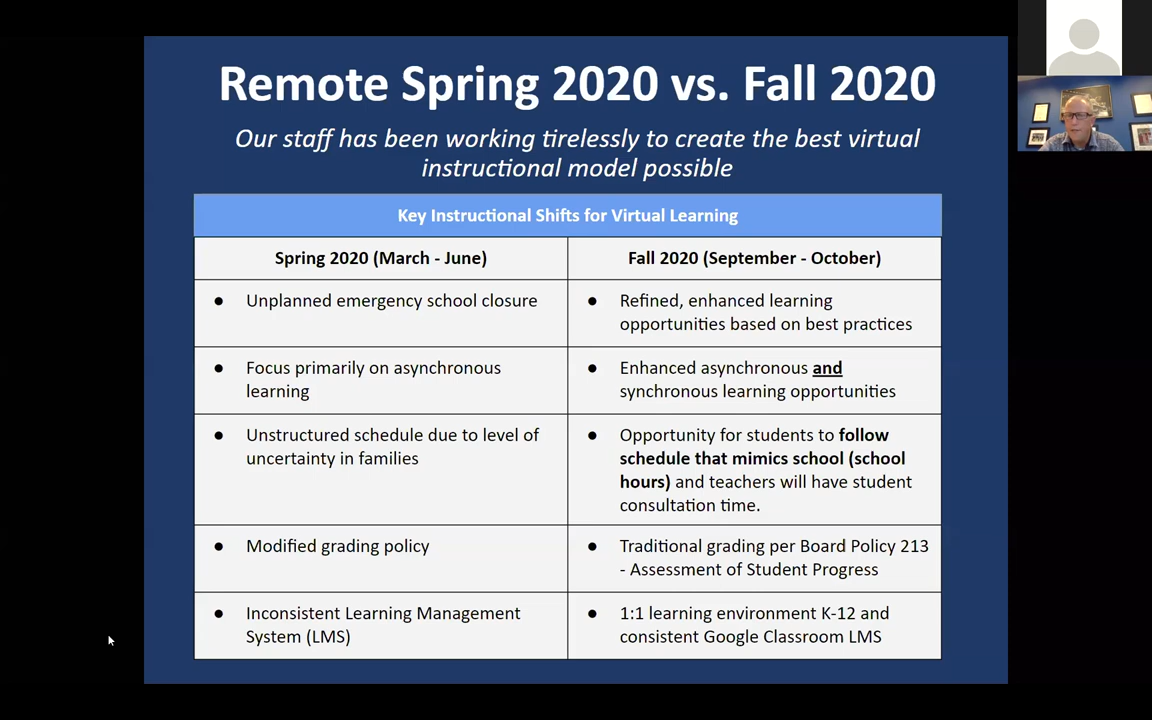 Remote Spring 2020 vs. Fall 2020
Our staff has been working tirelessly to create the best virtual
instructional model possible
Key Instructional Shifts for Virtual Learning
Spring 2020 (March - June)
Fall 2020 (September - October)
● Unplanned emergency school closure
● Refined, enhanced learning
opportunities based on best practices
● Focus primarily on asynchronous
learning
● Enhanced asynchronous and
synchronous learning opportunities
● Unstructured schedule due to level of
uncertainty in families
● Opportunity for students to follow
schedule that mimics school (school
hours) and teachers will have student
consultation time.
● Modified grading policy
● Traditional grading per Board Policy 213
- Assessment of Student Progress
● Inconsistent Learning Management
System (LMS)
● 1:1 learning environment K-12 and
consistent Google Classroom LMS